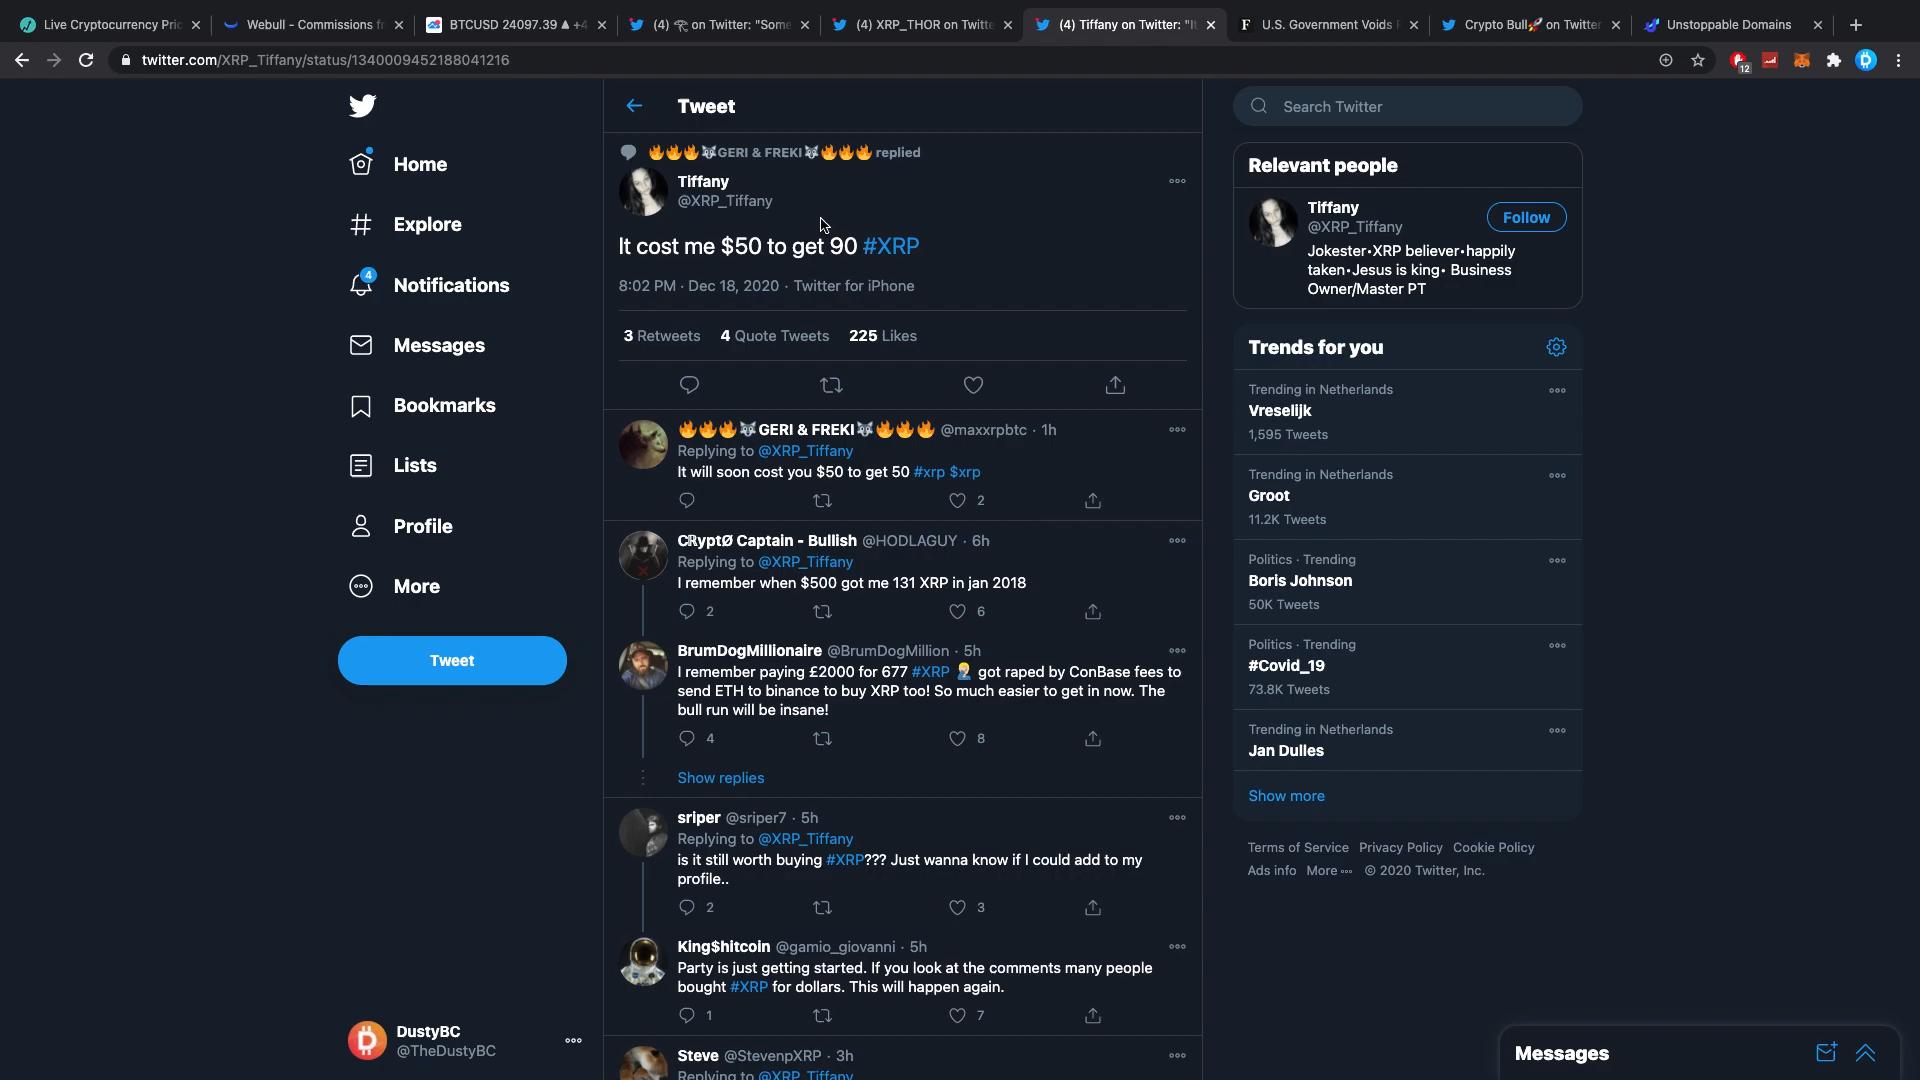 Live Cryptocurrency Pric
Webull - Commissions fr
BTCUSD 24097.39 ▲ +4
(4) on Twitter: "Some
(4) XRP_THOR on Twitte
(4) Tiffany on Twitter: "It
U.S. Government Voids
Crypto Bull🚀 on Twitter
Unstoppable Domains
twitter.com/XRP_Tiffany/status/1340009452188041216
12
Home
Explore
4
Notifications
Messages
Bookmarks
Lists
Profile
More
Tweet
DustyBC
@TheDustyBC
Tweet
🔥🔥🔥🐺GERI & FREKI🐺🔥🔥🔥 replied
Tiffany
@XRP_Tiffany
It cost me $50 to get 90 #XRP
8:02 PM · Dec 18, 2020 · Twitter for iPhone
3 Retweets 4 Quote Tweets 225 Likes
🔥🔥🔥🐺GERI & FREKI🐺🔥🔥🔥 @maxxrpbtc · 1h
Replying to @XRP_Tiffany
It will soon cost you $50 to get 50 #xrp $xrp
2
CRyptØ Captain - Bullish @HODLAGUY · 6h
Replying to @XRP_Tiffany
I remember when $500 got me 131 XRP in jan 2018
2 6
BrumDogMillionaire @BrumDogMillion · 5h
I remember paying £2000 for 677 #XRP 🤦🏼‍♂️ got raped by ConBase fees to
send ETH to binance to buy XRP too! So much easier to get in now. The
bull run will be insane!
4 8
Show replies
sriper @sriper7 · 5h
Replying to @XRP_Tiffany
is it still worth buying #XRP??? Just wanna know if I could add to my
profile..
2 3
King$hitcoin @gamio_giovanni · 5h
Party is just getting started. If you look at the comments many people
bought #XRP for dollars. This will happen again.
1 7
Steve @StevenpXRP · 3h
Replying to @XRP_Tiffany
Search Twitter
Relevant people
Tiffany
@XRP_Tiffany
Follow
Jokester•XRP believer•happily
taken•Jesus is king• Business
Owner/Master PT
Trends for you
Trending in Netherlands
Vreselijk
1,595 Tweets
Trending in Netherlands
Groot
11.2K Tweets
Politics · Trending
Boris Johnson
50K Tweets
Politics · Trending
#Covid_19
73.8K Tweets
Trending in Netherlands
Jan Dulles
Show more
Terms of Service Privacy Policy Cookie Policy
Ads info More ••• © 2020 Twitter, Inc.
Messages